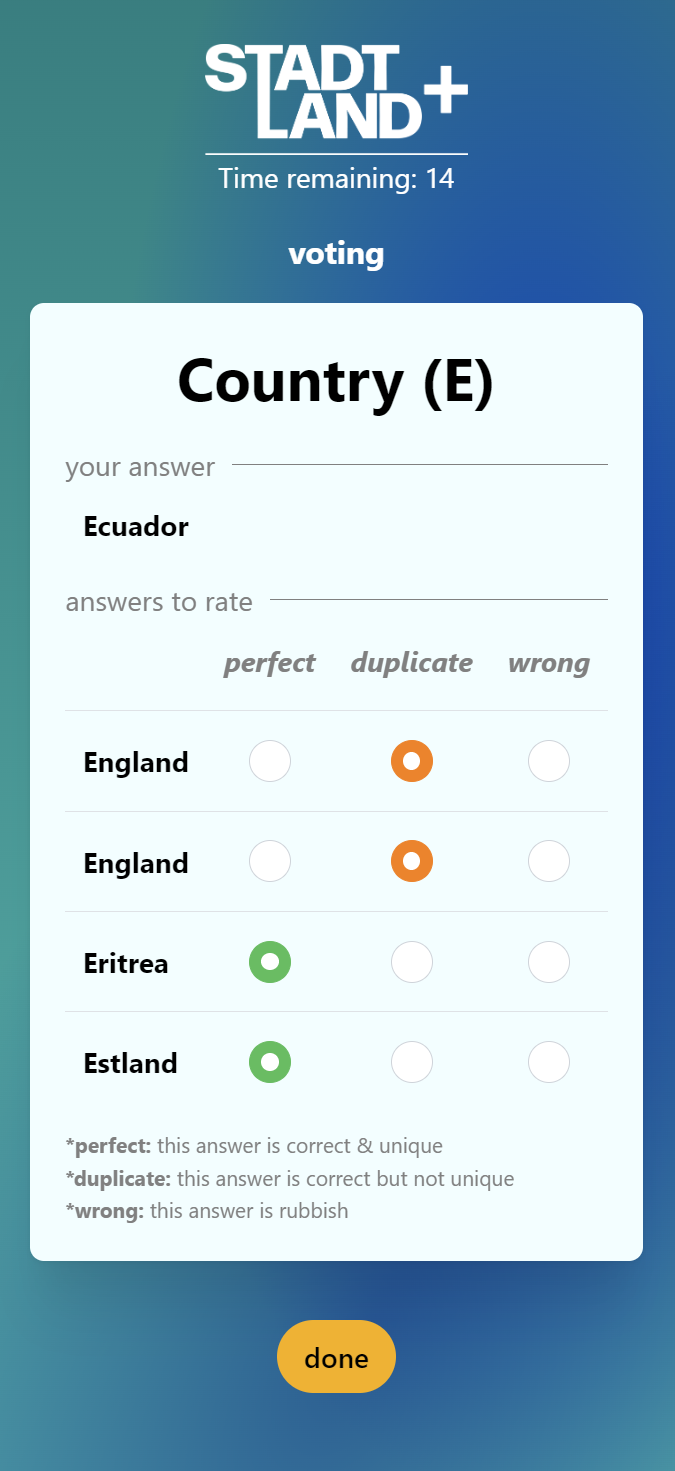 STADT
LAND+
Time remaining: 14
voting
Country (E)
your answer
Ecuador
answers to rate
perfect duplicate wrong
England
England
Eritrea
Estland
*perfect: this answer is correct & unique
*duplicate: this answer is correct but not unique
*wrong: this answer is rubbish
done